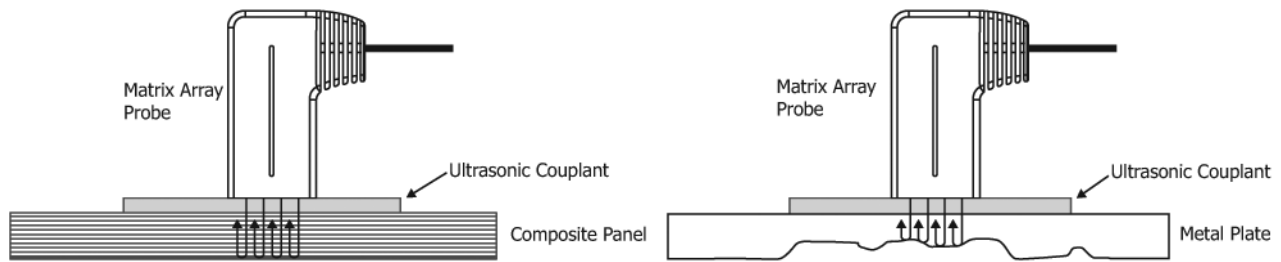 Matrix Array
Probe
Ultrasonic Couplant
Composite Panel
Matrix Array
Probe
Ultrasonic Couplant
Metal Plate